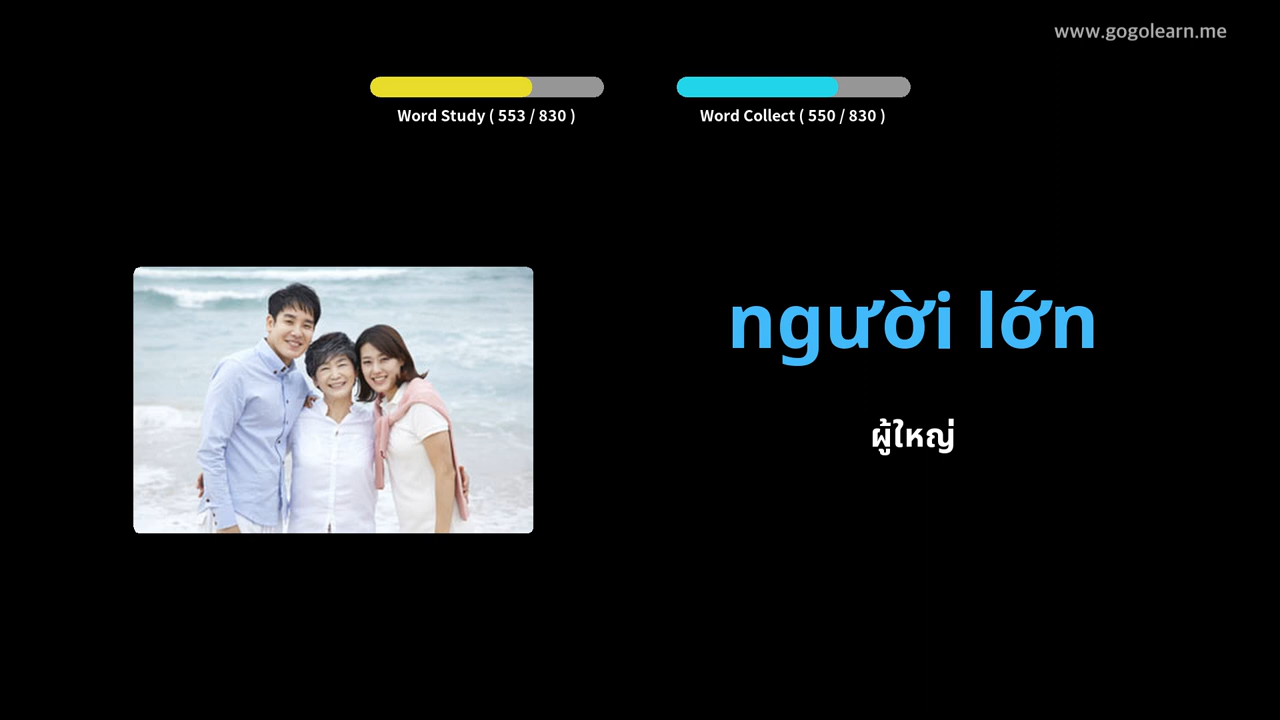 www.gogolearn.me
Word Study ( 553 / 830 )
Word Collect ( 550 / 830 )
người lớn
ผู้ใหญ่